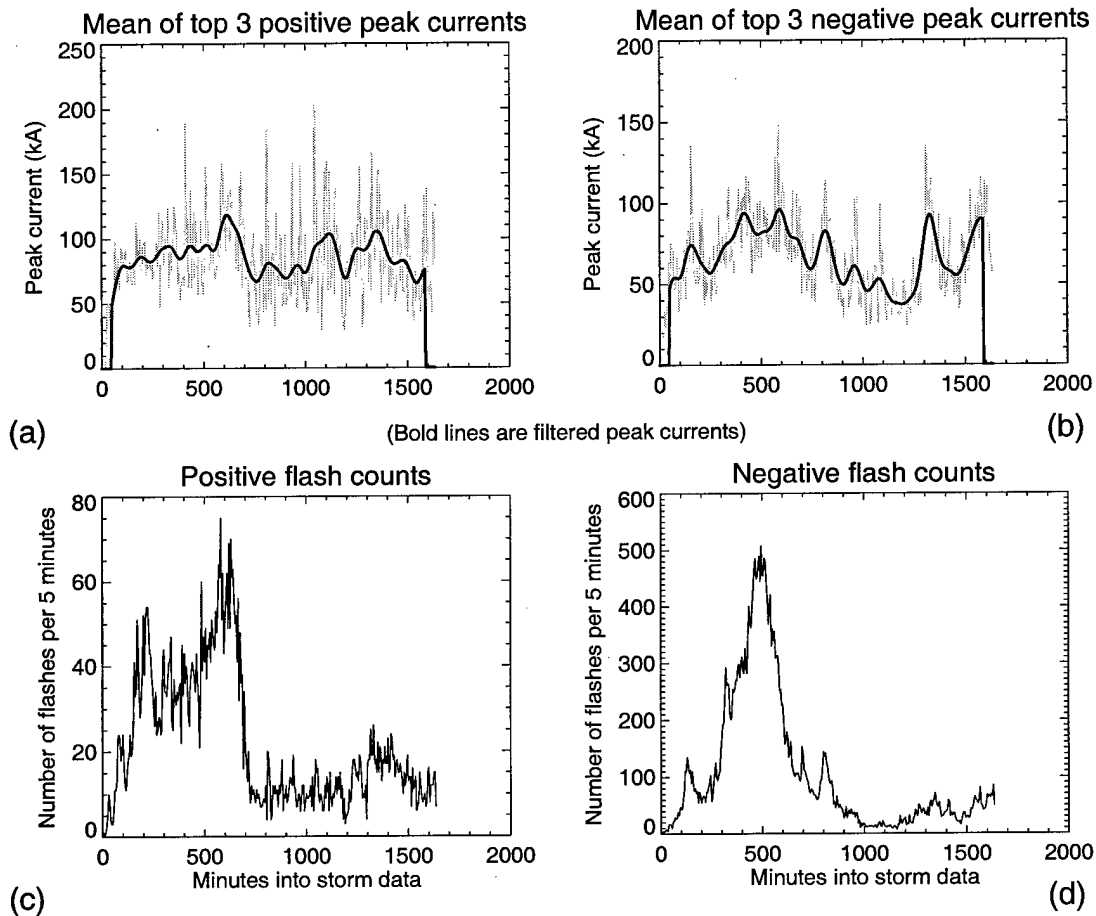 Mean of top 3 positive peak currents
Mean of top 3 negative peak currents
Peak current (kA)
250
200
150
100
50
0
0 500 1000 1500 2000
Peak current (kA)
200
150
100
50
0
0 500 1000 1500 2000
(a)
(Bold lines are filtered peak currents)
(b)
Positive flash counts
Negative flash counts
Number of flashes per 5 minutes
80
60
40
20
0
0 500 1000 1500 2000
Minutes into storm data
Number of flashes per 5 minutes
600
500
400
300
200
100
0
0 500 1000 1500 2000
Minutes into storm data
(c)
(d)